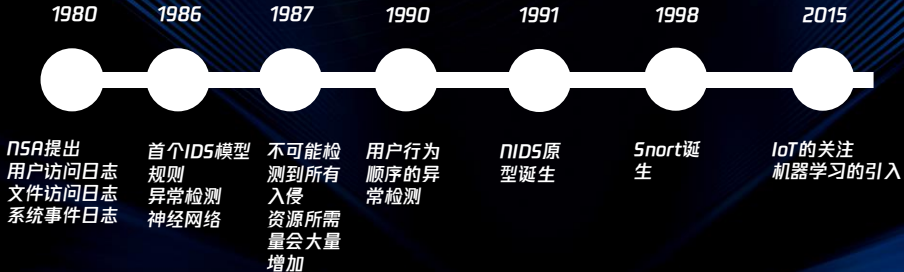 1980
1986
1987
1990
1991
1998
2015
NSA提出
用户访问日志
文件访问日志
系统事件日志
首个IDS模型
规则
异常检测
神经网络
不可能检
测到所有
入侵
资源所需
量会大量
增加
用户行为
顺序的异
常检测
NIDS原
型诞生
Snort诞
生
IoT的关注
机器学习的引入